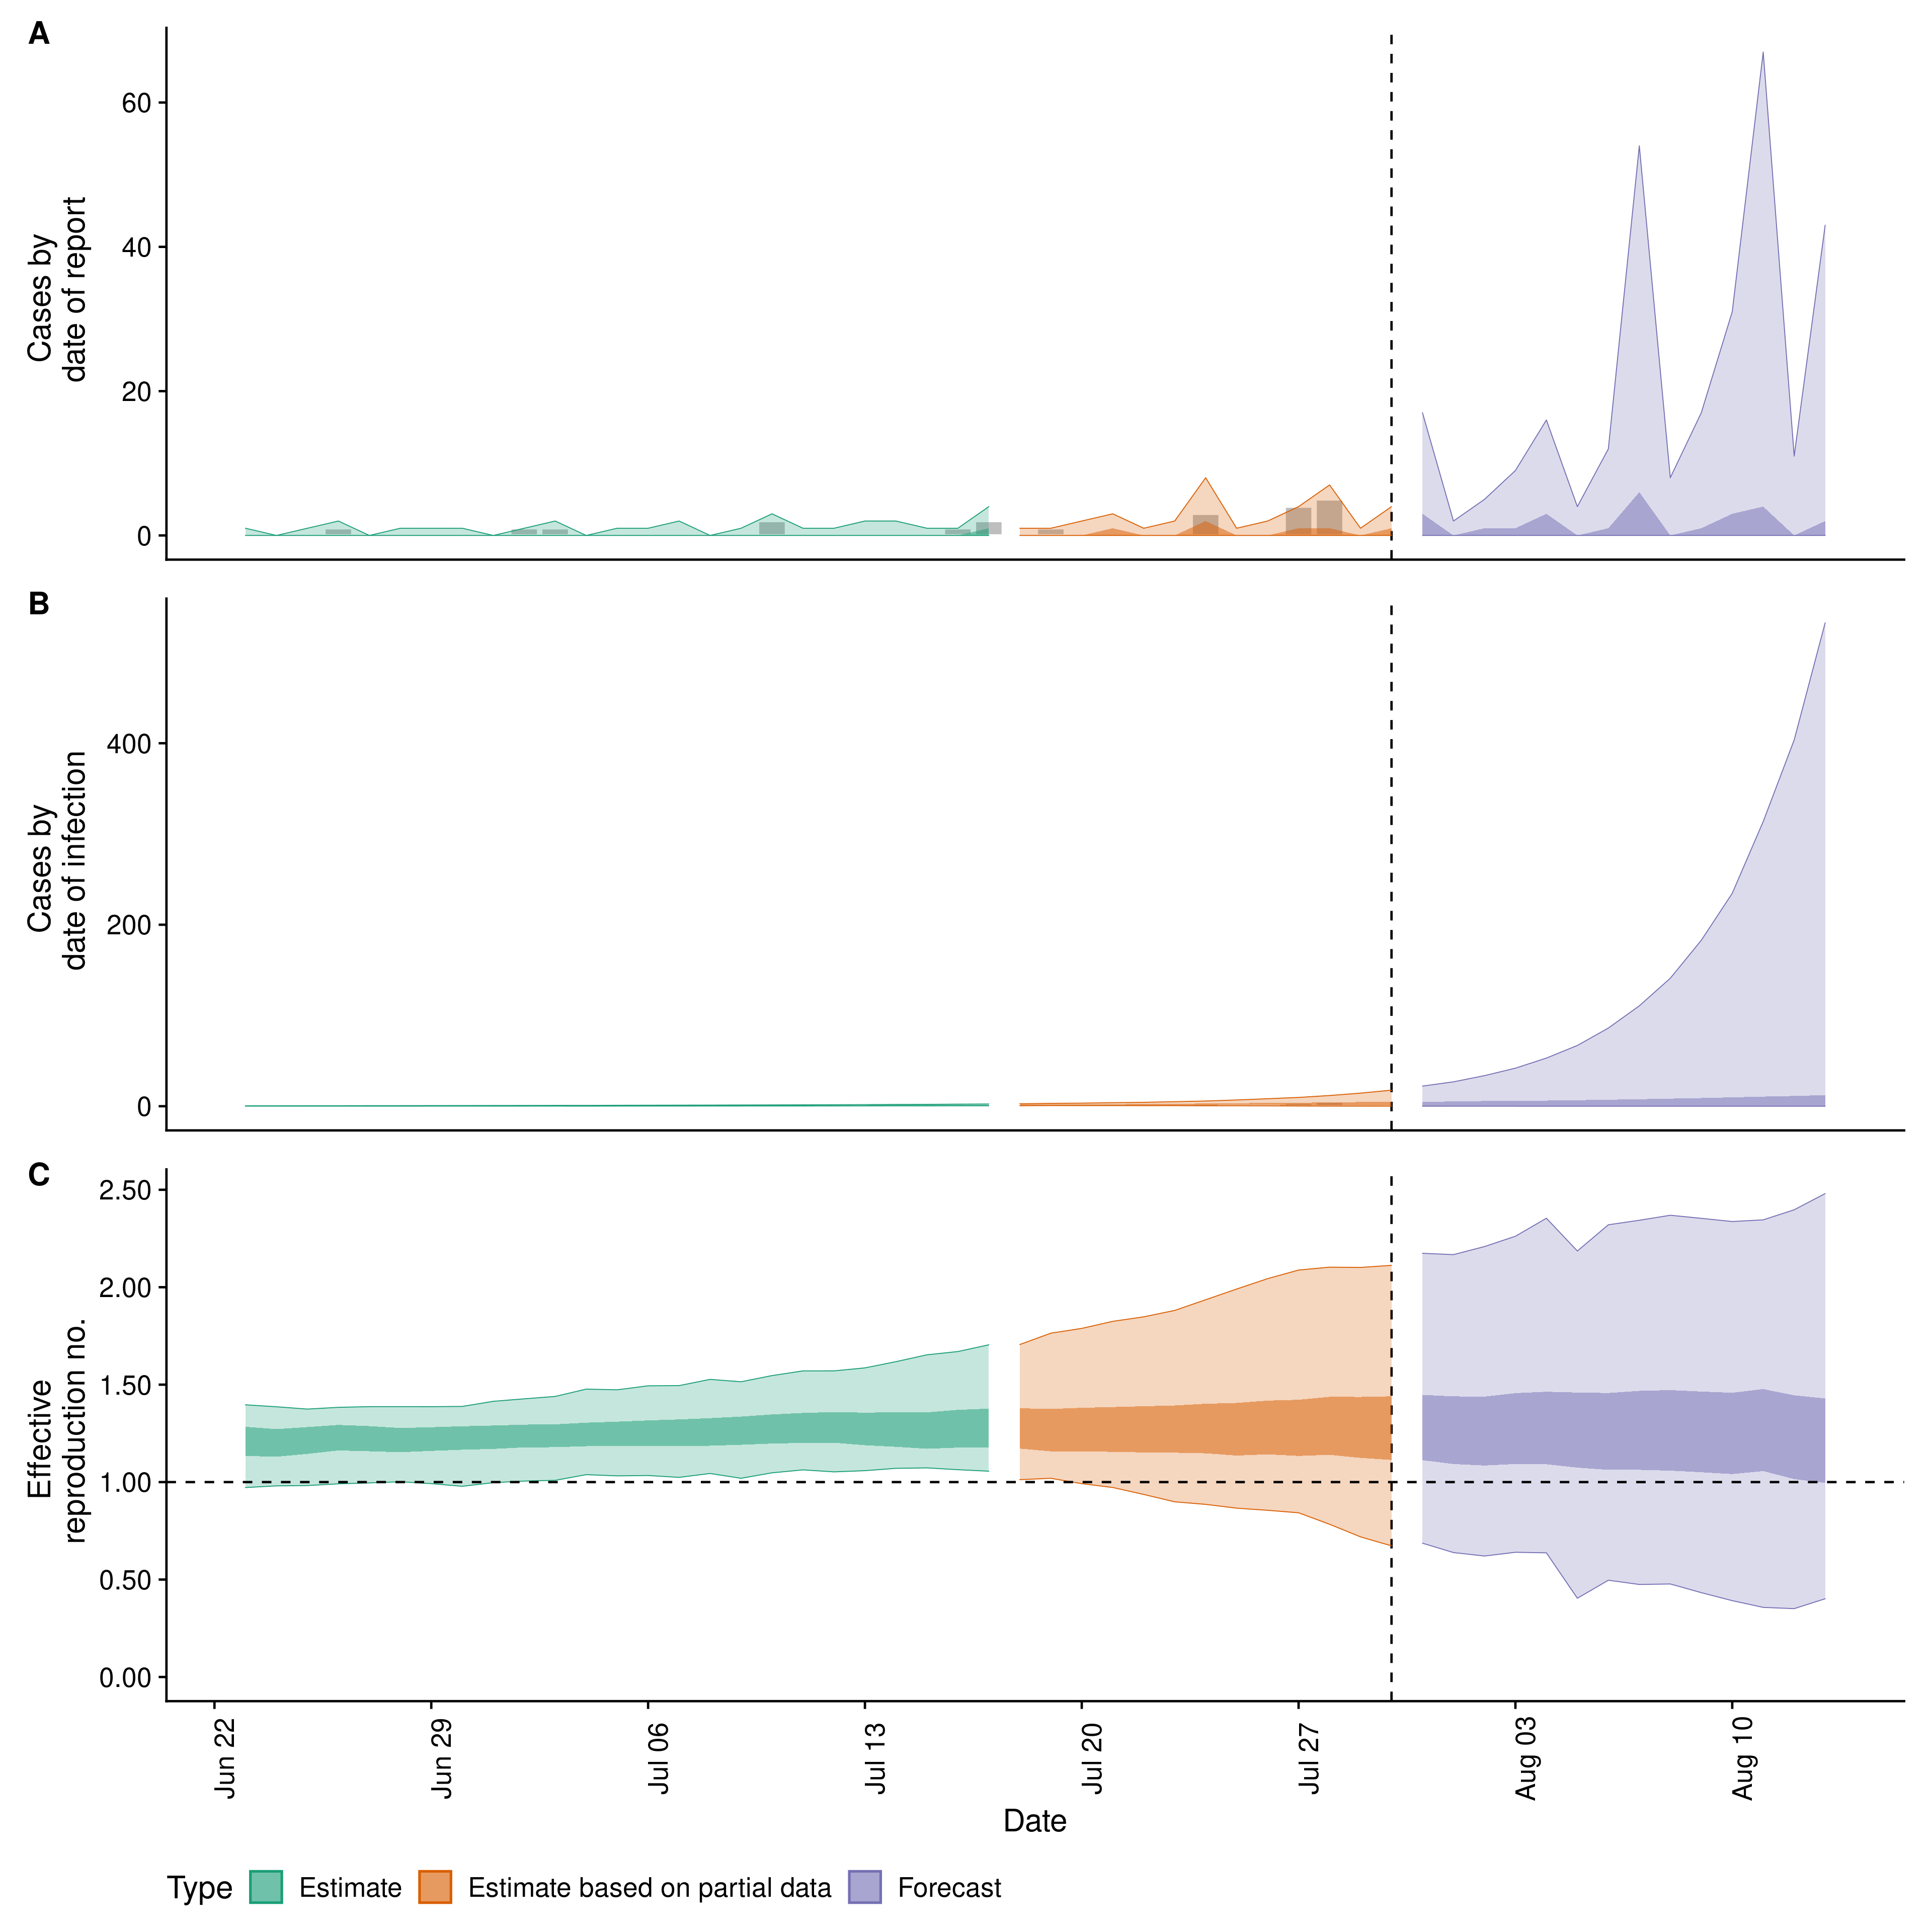 A
Cases by
date of report
60
40
20
0
B
Cases by
date of infection
400
200
0
C
Effective
reproduction no.
2.50
2.00
1.50
1.00
0.50
0.00
Jun 22
Jun 29
Jul 06
Jul 13
Jul 20
Jul 27
Aug 03
Aug 10
Date
Type
Estimate
Estimate based on partial data
Forecast